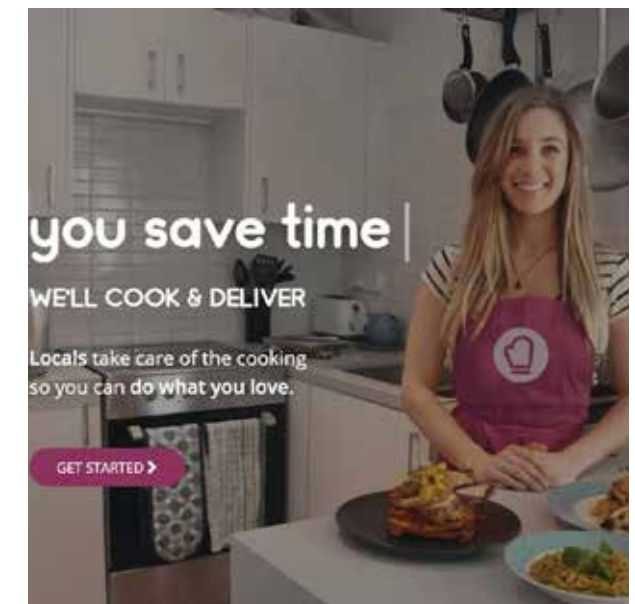 you save time
WE'LL COOK & DELIVER
Locals take care of the cooking
so you can do what you love.
GET STARTED